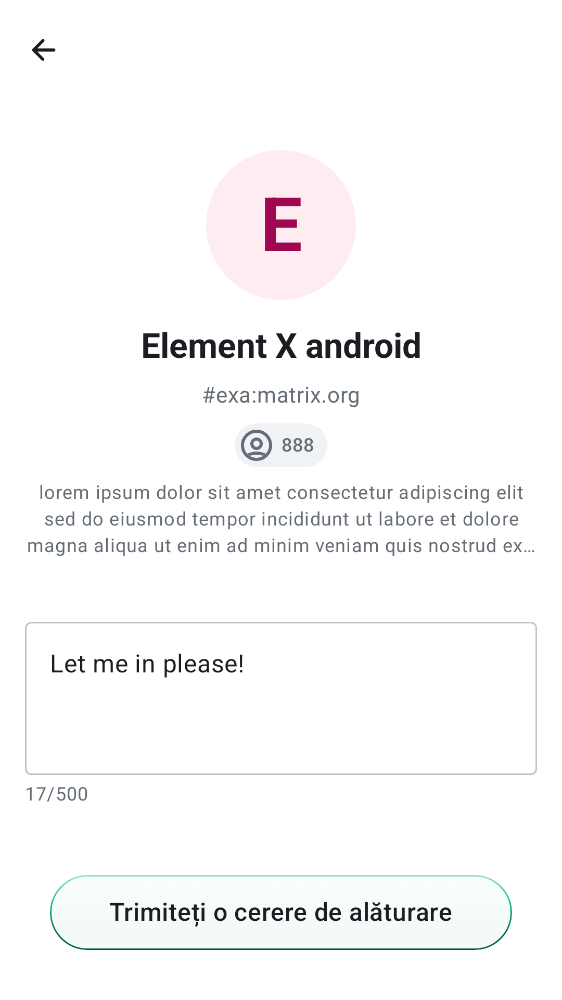 E
Element X android
#exa:matrix.org
888
lorem ipsum dolor sit amet consectetur adipiscing elit
sed do eiusmod tempor incididunt ut labore et dolore
magna aliqua ut enim ad minim veniam quis nostrud ex…
Let me in please!
17/500
Trimiteți o cerere de alăturare